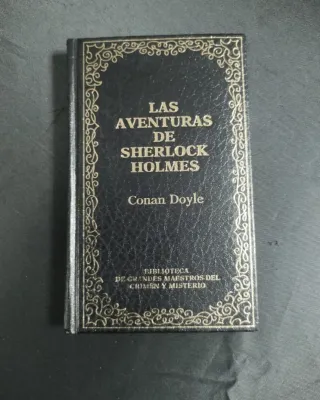 LAS
AVENTURAS
DE
SHERLOCK
HOLMES
Conan Doyle
BIBLIOTECA
DE GRANDES MAESTROS DEL
CRIMEN Y MISTERIO